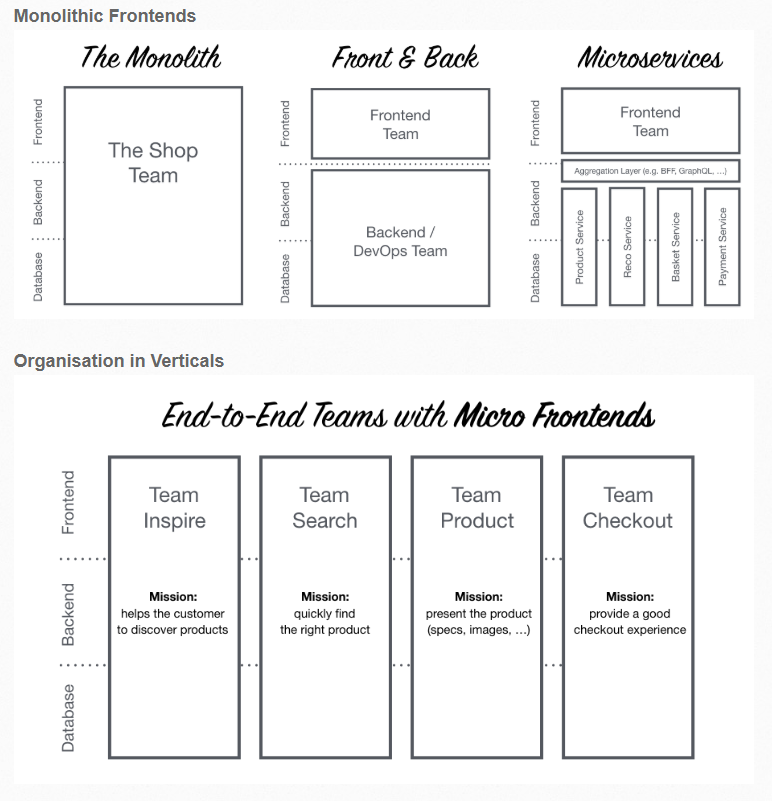 Monolithic Frontends
The Monolith
Front & Back
Microservices
Frontend
Backend
Database
The Shop
Team
Frontend
Backend
Database
Frontend
Team
Backend /
DevOps Team
Frontend
Backend
Database
Frontend
Team
Aggregation Layer (e.g. BFF, GraphQL, ...)
Product Service
Reco Service
Basket Service
Payment Service
Organisation in Verticals
End-to-End Teams with Micro Frontends
Frontend
Backend
Database
Team
Inspire
Mission:
helps the customer
to discover products
Team
Search
Mission:
quickly find
the right product
Team
Product
Mission:
present the product
(specs, images, ...)
Team
Checkout
Mission:
provide a good
checkout experience